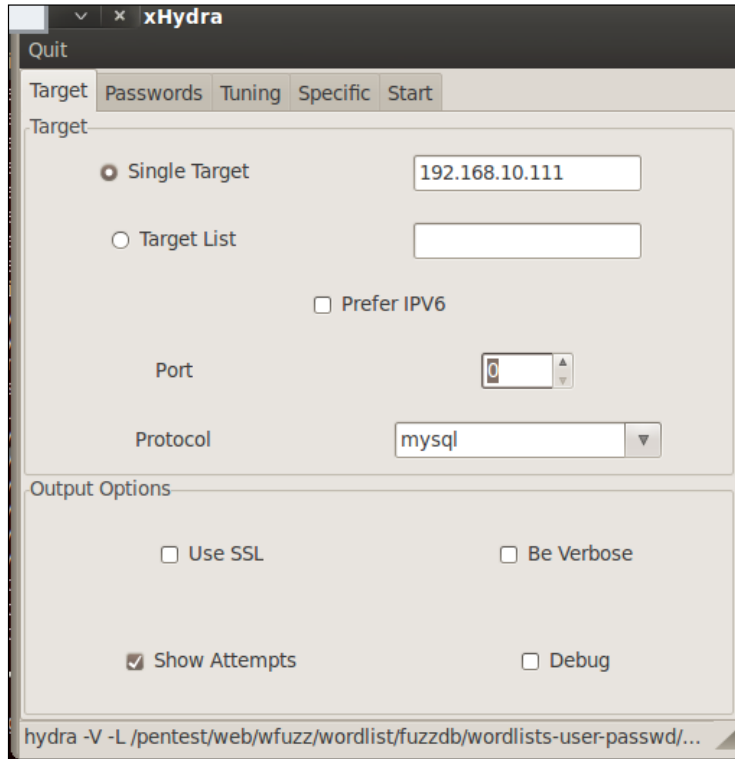 xHydra
Quit
Target Passwords Tuning Specific Start
Target
Single Target 192.168.10.111
Target List
Prefer IPV6
Port 0
Protocol mysql
Output Options
Use SSL Be Verbose
Show Attempts Debug
hydra -V -L /pentest/web/wfuzz/wordlist/fuzzdb/wordlists-user-passwd/...